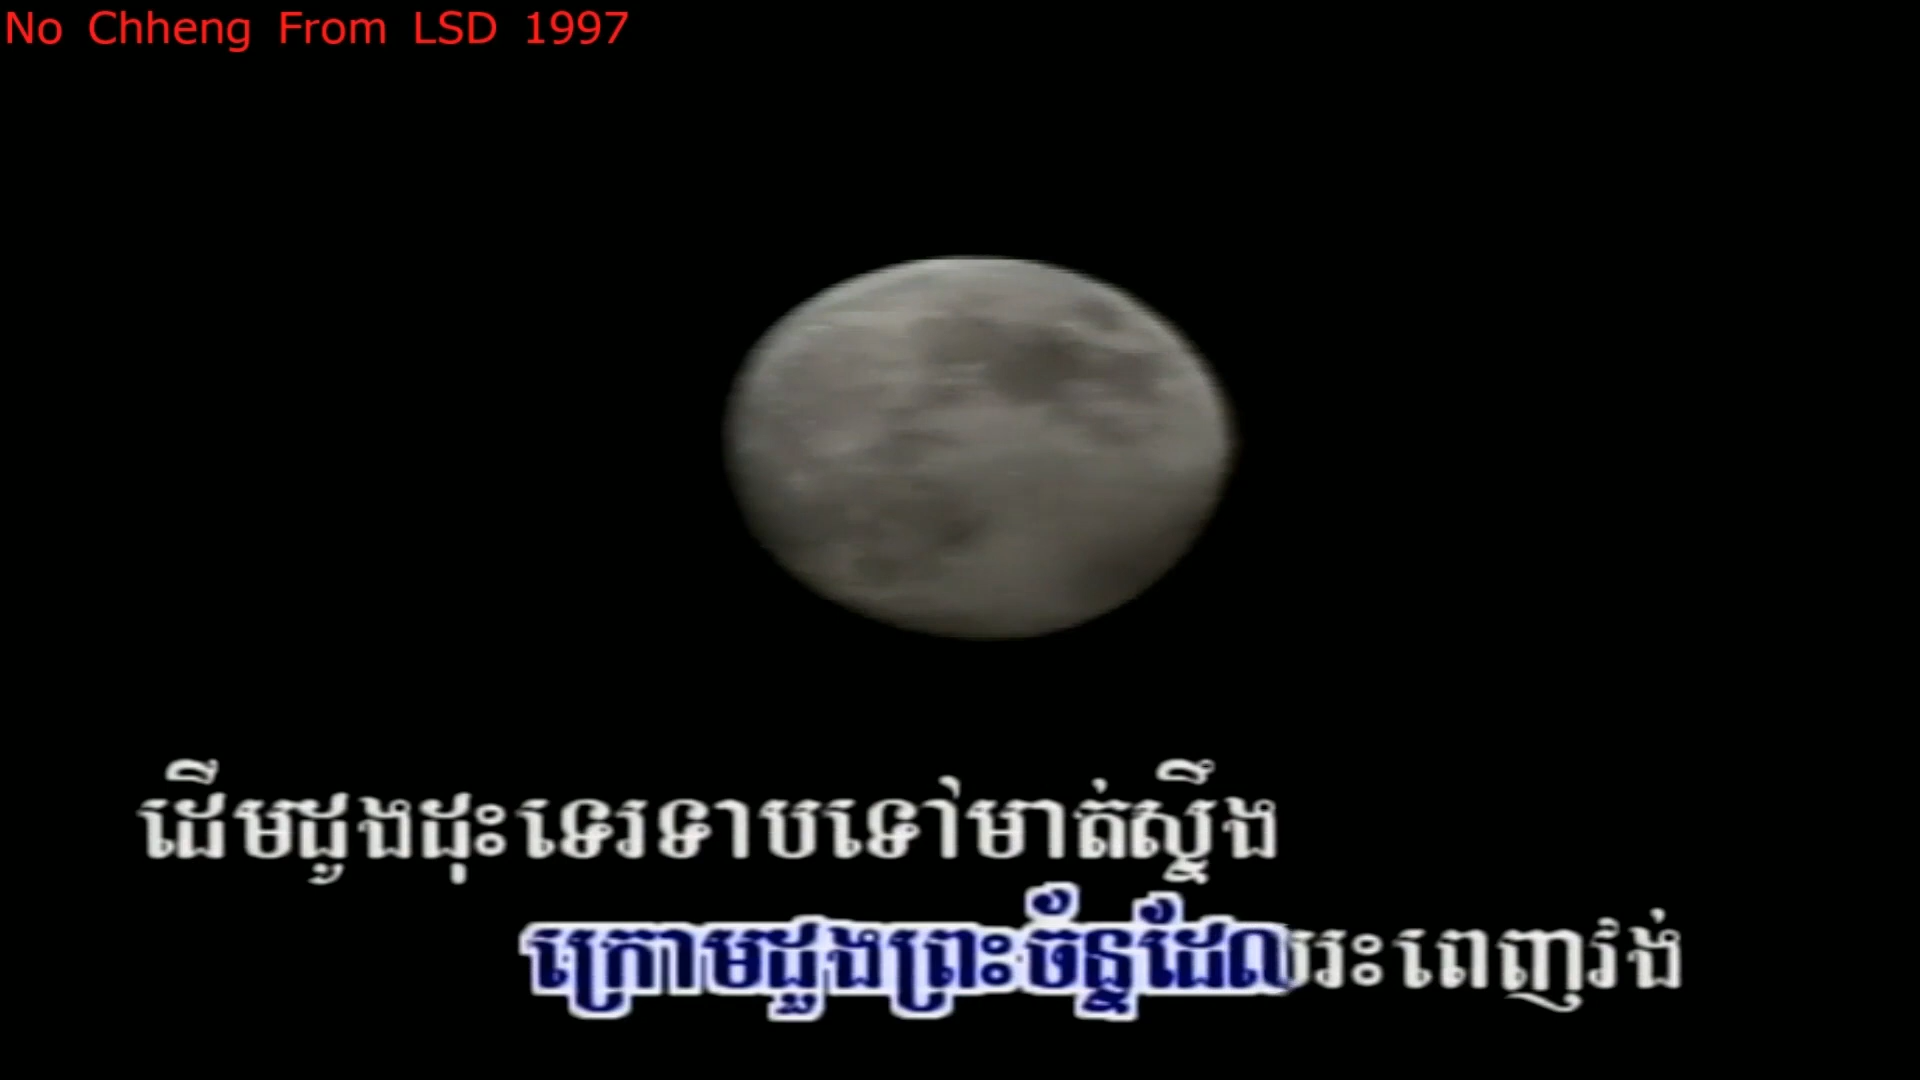 No Chheng From LSD 1997
ដើមដូងដុះទេរទាបទៅមាត់ស្ទឹង
ក្រោមដួងព្រះច័ន្ទដែលរះពេញវង់